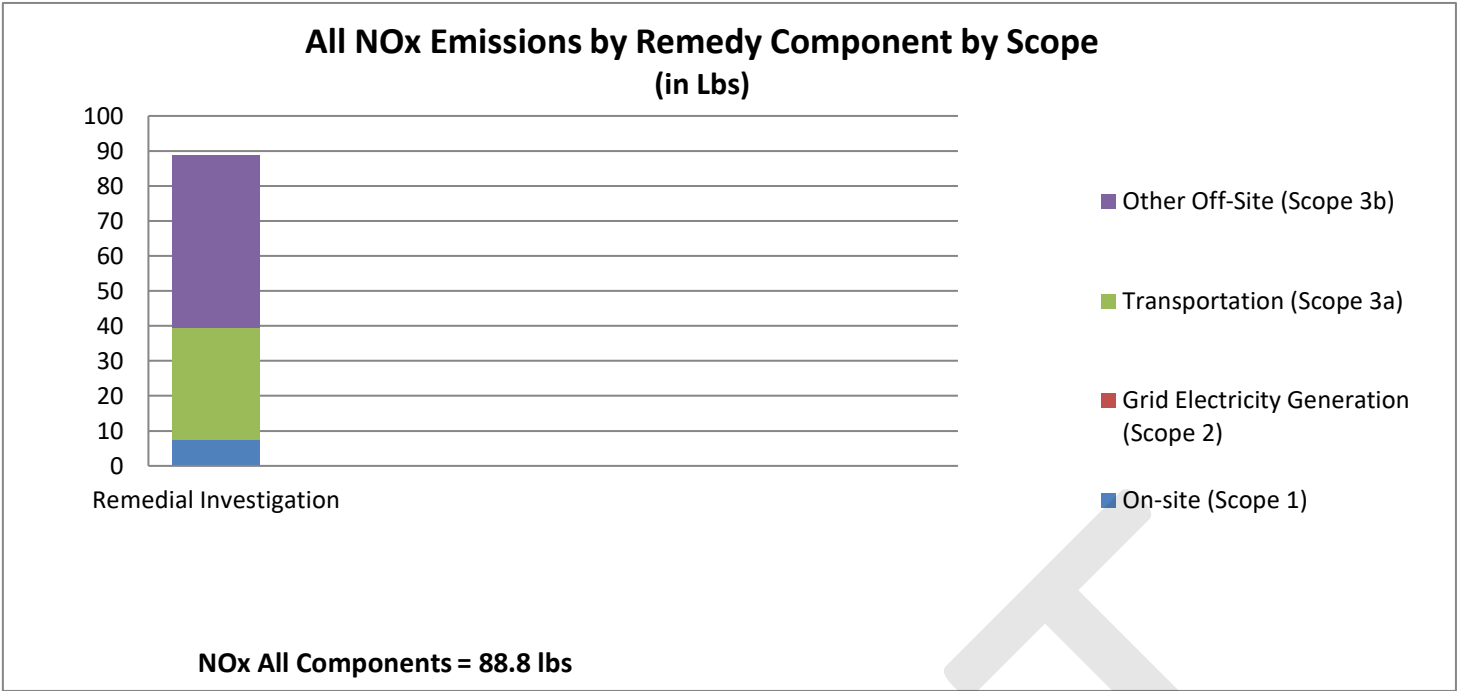 All NOx Emissions by Remedy Component by Scope
(in Lbs)
100
90
80
70
60
50
40
30
20
10
0
Remedial Investigation
Other Off-Site (Scope 3b)
Transportation (Scope 3a)
Grid Electricity Generation
(Scope 2)
On-site (Scope 1)
NOx All Components = 88.8 lbs